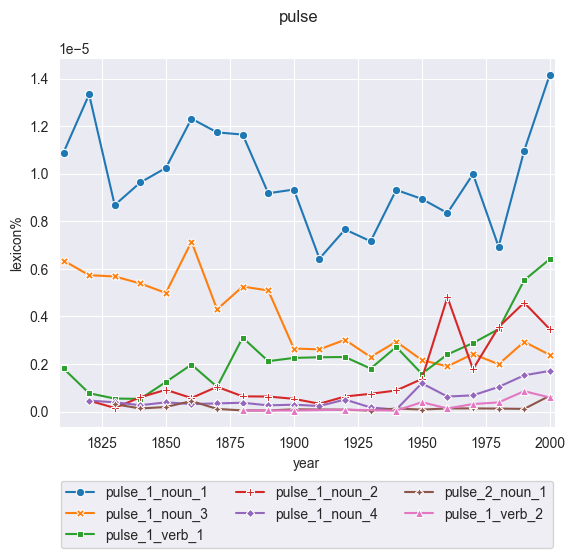 pulse
1e−5
1.4
1.2
1.0
0.8
0.6
0.4
0.2
0.0
lexicon%
1825 1850 1875 1900 1925 1950 1975 2000
year
pulse_1_noun_1 pulse_1_noun_2 pulse_2_noun_1
pulse_1_noun_3 pulse_1_noun_4 pulse_1_verb_2
pulse_1_verb_1